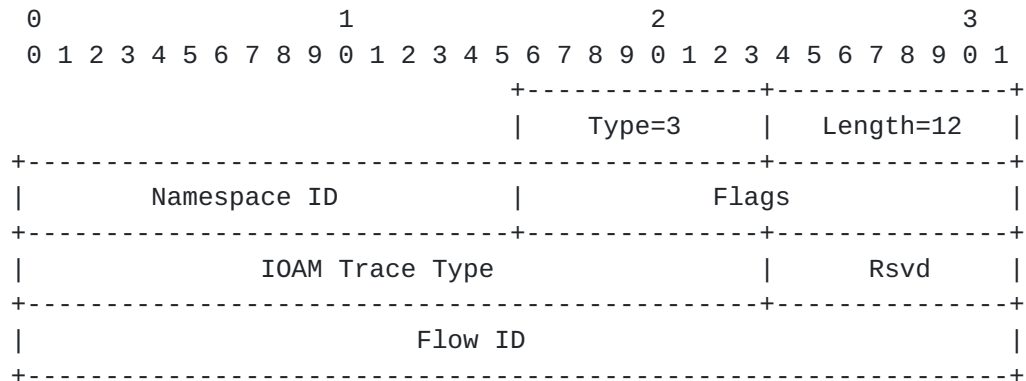 0 1 2 3
0 1 2 3 4 5 6 7 8 9 0 1 2 3 4 5 6 7 8 9 0 1 2 3 4 5 6 7 8 9 0 1
+---------------+---------------+
| Type=3 | Length=12 |
+-----------------------------------------------+---------------+
| Namespace ID | Flags |
+-------------------------------+---------------+---------------+
| IOAM Trace Type | Rsvd |
+-----------------------------------------------+---------------+
| Flow ID |
+---------------------------------------------------------------+